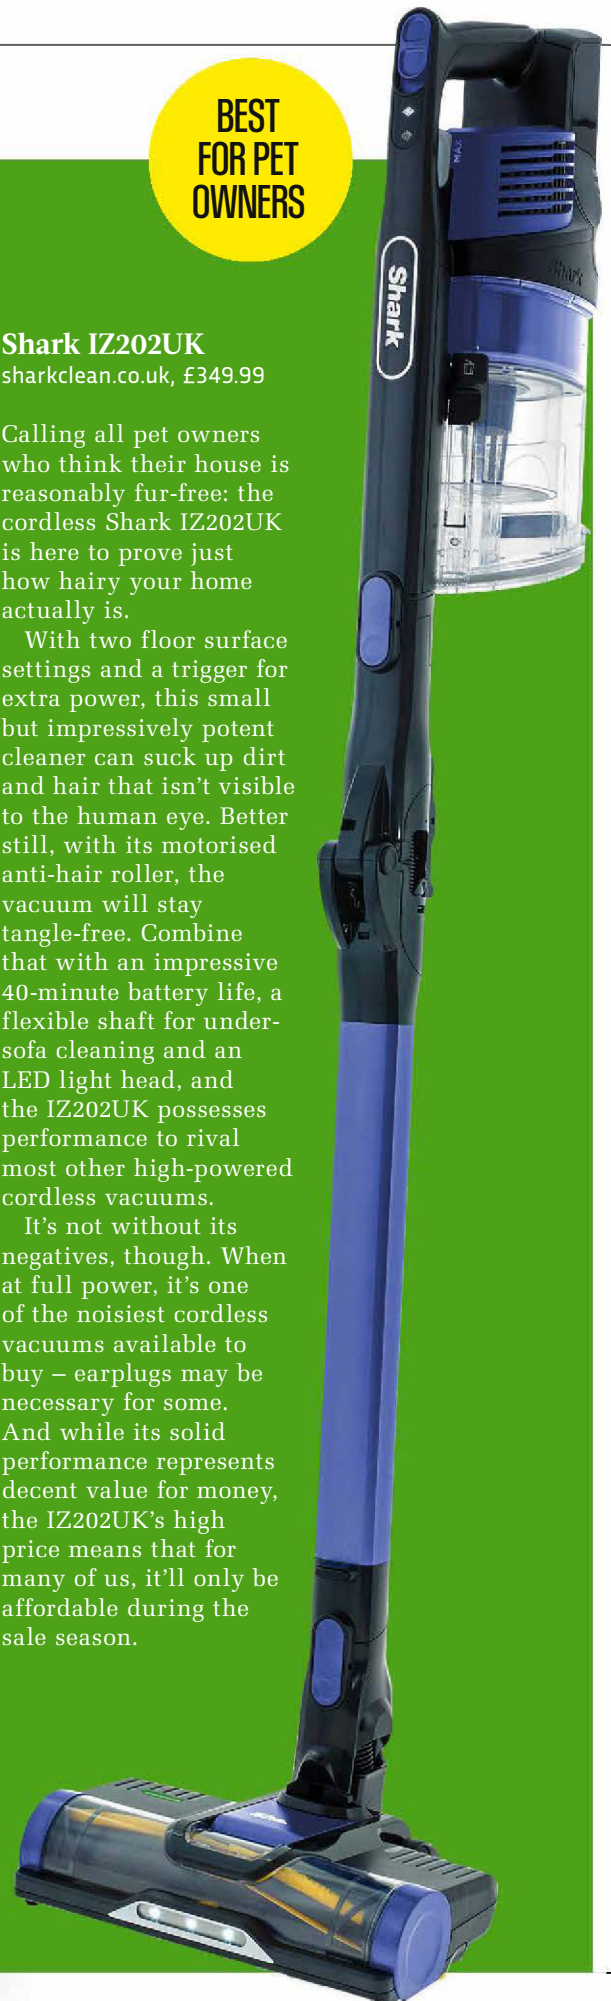 BEST
FOR PET
OWNERS
MAX
Shark
Shark
Shark IZ202UK
sharkclean.co.uk, £349.99
Calling all pet owners
who think their house is
reasonably fur-free: the
cordless Shark IZ202UK
is here to prove just
how hairy your home
actually is.
With two floor surface
settings and a trigger for
extra power, this small
but impressively potent
cleaner can suck up dirt
and hair that isn’t visible
to the human eye. Better
still, with its motorised
anti-hair roller, the
vacuum will stay
tangle-free. Combine
that with an impressive
40-minute battery life, a
flexible shaft for under-
sofa cleaning and an
LED light head, and
the IZ202UK possesses
performance to rival
most other high-powered
cordless vacuums.
It’s not without its
negatives, though. When
at full power, it’s one
of the noisiest cordless
vacuums available to
buy – earplugs may be
necessary for some.
And while its solid
performance represents
decent value for money,
the IZ202UK’s high
price means that for
many of us, it’ll only be
affordable during the
sale season.